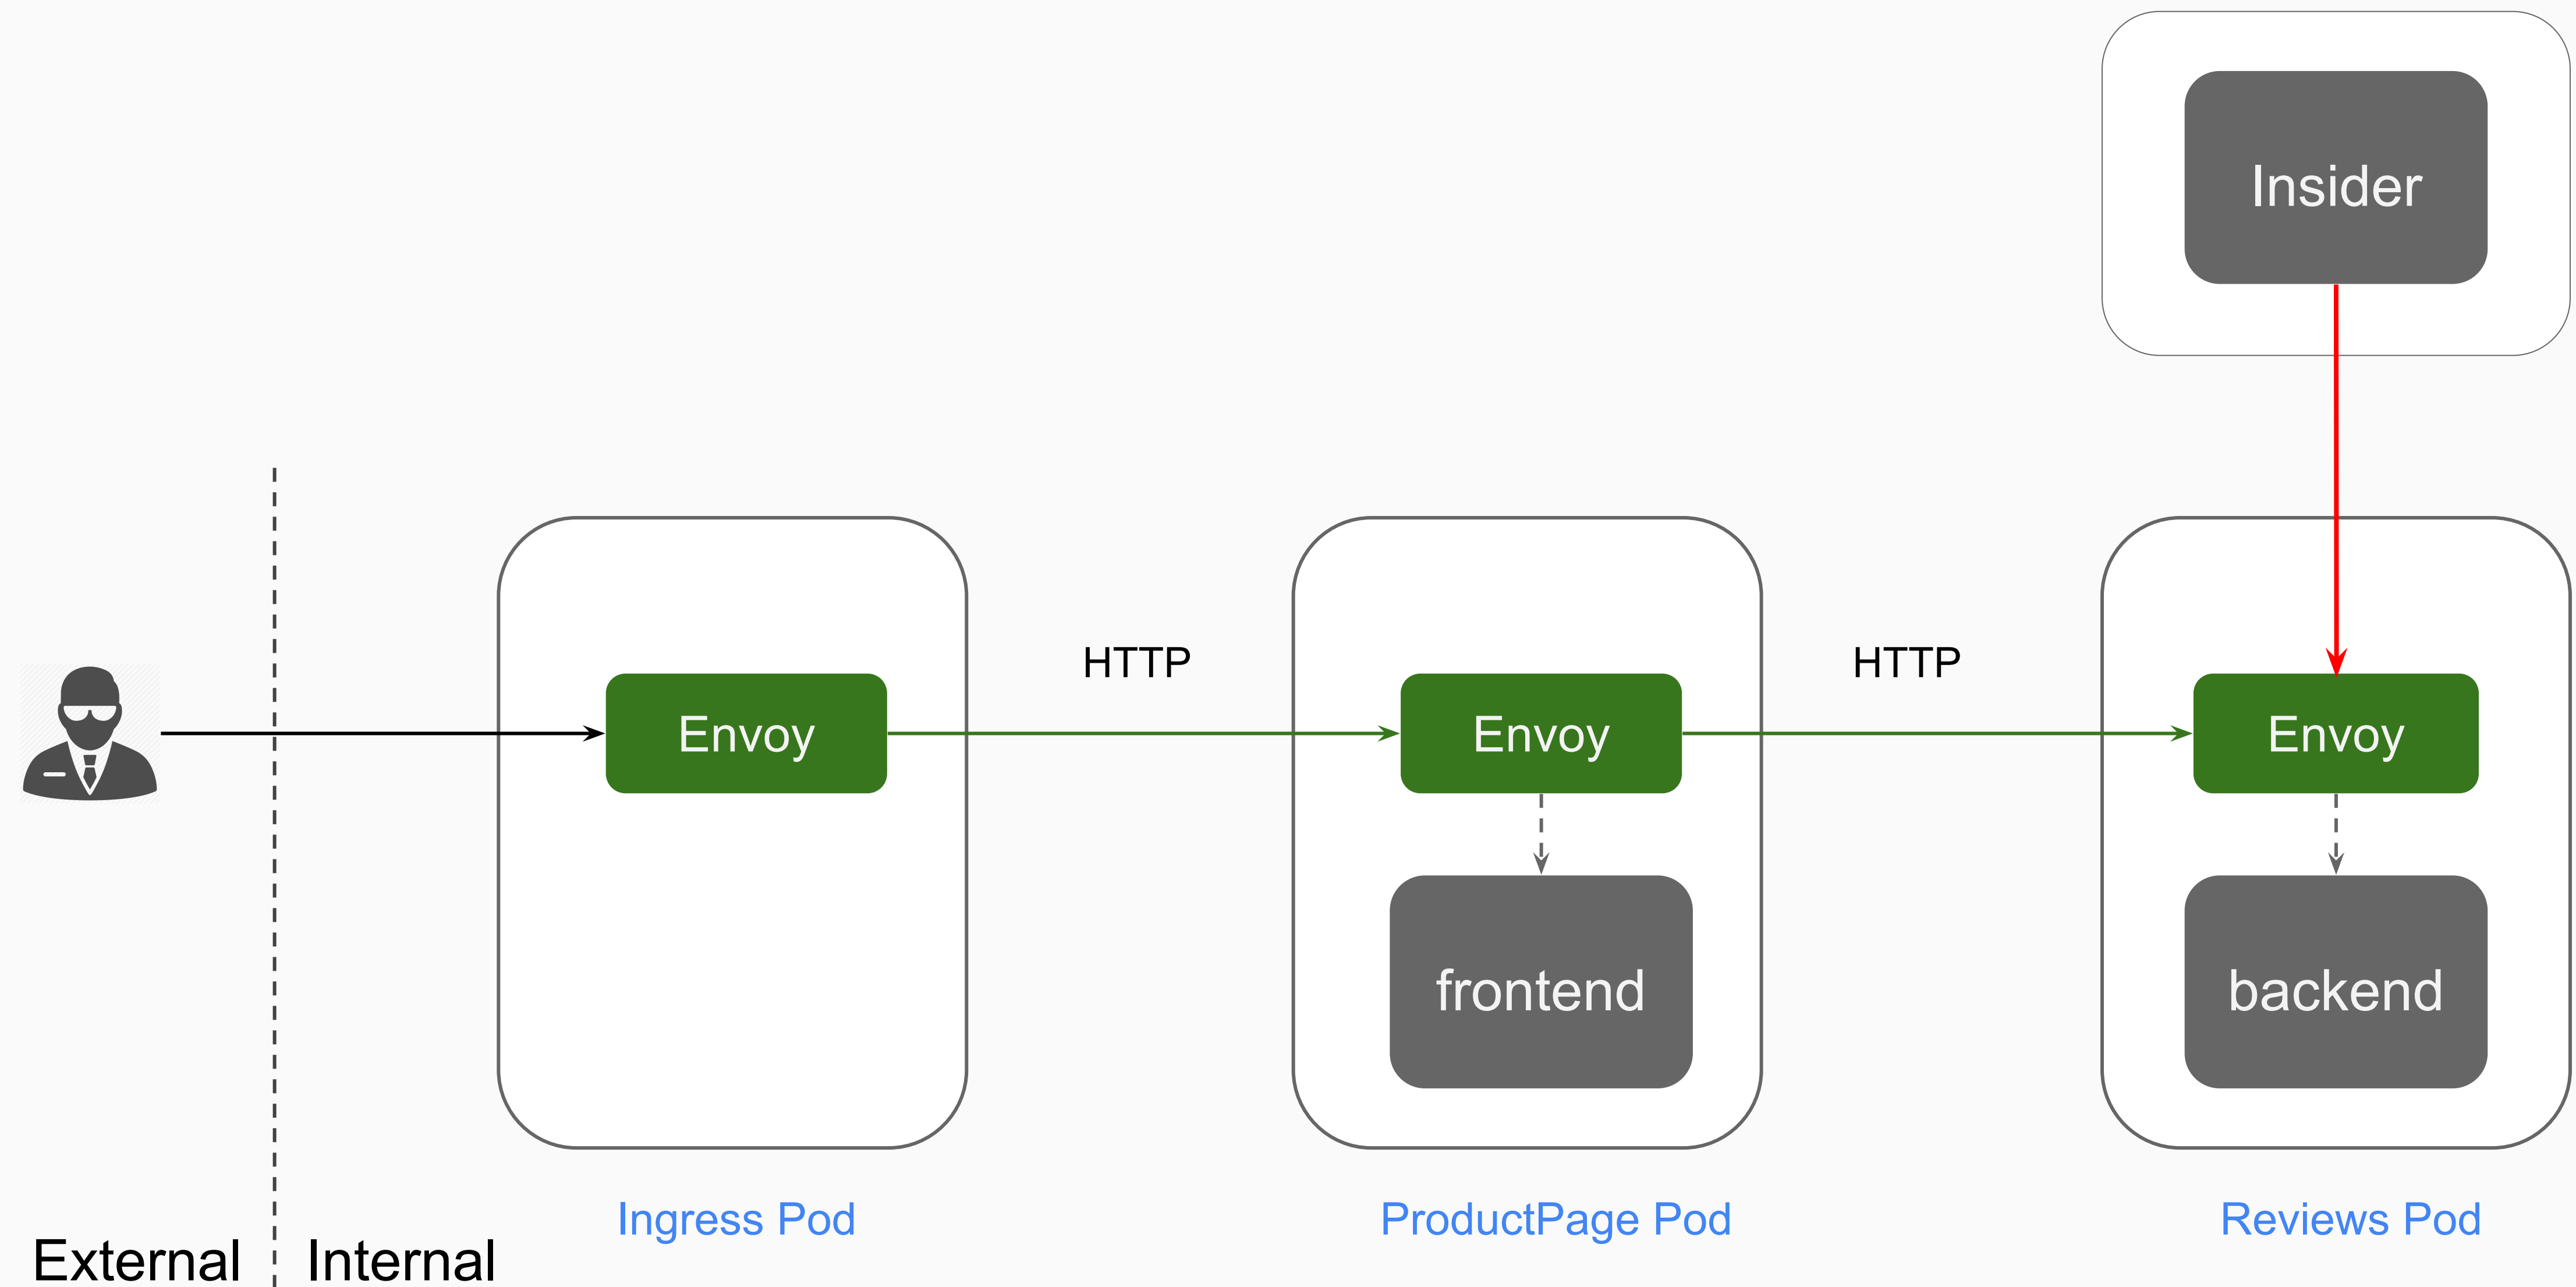 Insider
HTTP
HTTP
Envoy
Envoy
Envoy
frontend
backend
Ingress Pod
ProductPage Pod
Reviews Pod
External
Internal